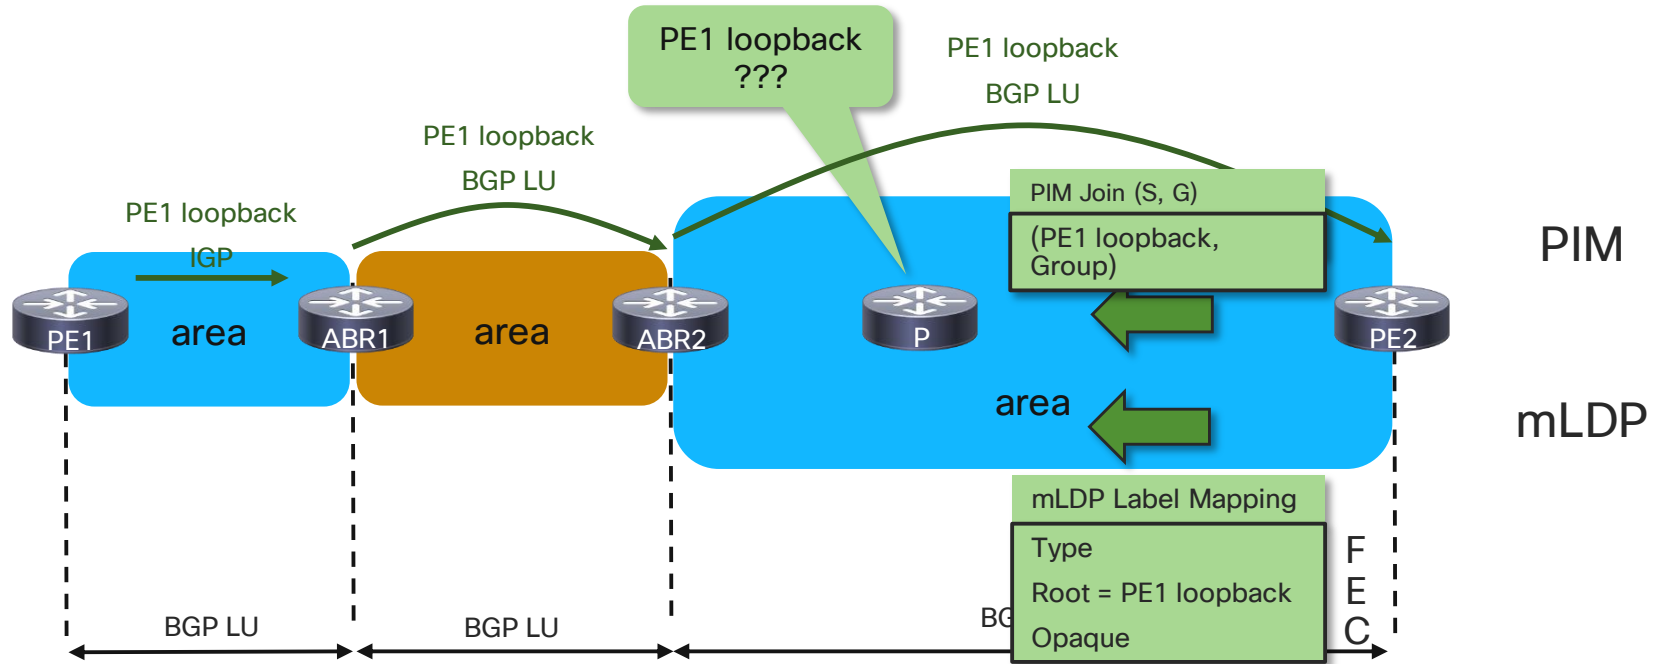 PE1 loopback
???
PE1 loopback
BGP LU
PE1 loopback
BGP LU
PE1 loopback
IGP
PIM Join (S, G)
(PE1 loopback,
Group)
PIM
PE1
area
ABR1
area
ABR2
P
PE2
area
mLDP
mLDP Label Mapping
Type
Root = PE1 loopback
Opaque
F
E
C
BGP LU
BGP LU